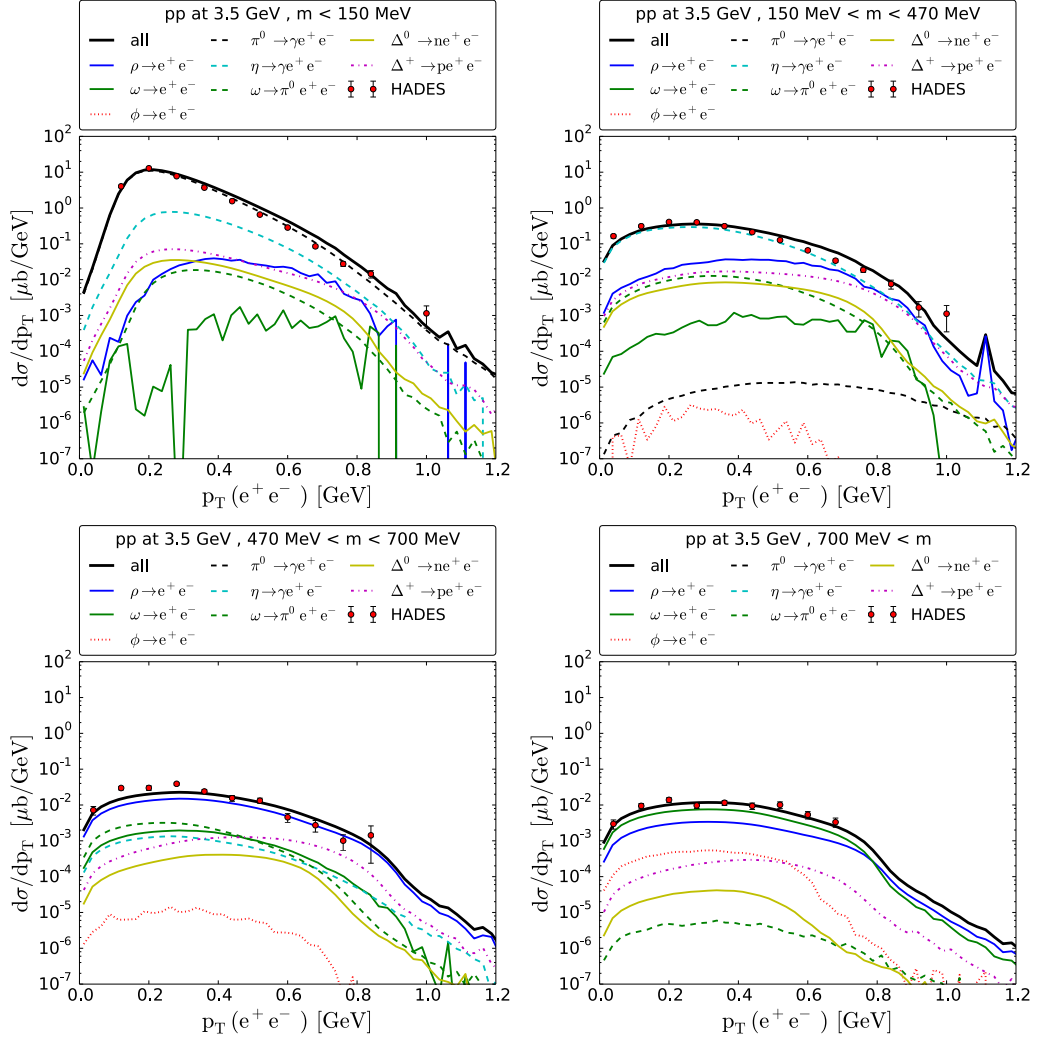 pp at 3.5 GeV , m < 150 MeV
all π⁰ → γe⁺ e⁻ Δ⁰ → ne⁺ e⁻
ρ → e⁺ e⁻ η → γe⁺ e⁻ Δ⁺ → pe⁺ e⁻
ω → e⁺ e⁻ ω → π⁰ e⁺ e⁻ HADES
ϕ → e⁺ e⁻
10²
10¹
10⁰
10⁻¹
10⁻²
10⁻³
10⁻⁴
10⁻⁵
10⁻⁶
10⁻⁷
dσ/dp_T [μb/GeV]
0.0 0.2 0.4 0.6 0.8 1.0 1.2
p_T (e⁺ e⁻ ) [GeV]
pp at 3.5 GeV , 150 MeV < m < 470 MeV
all π⁰ → γe⁺ e⁻ Δ⁰ → ne⁺ e⁻
ρ → e⁺ e⁻ η → γe⁺ e⁻ Δ⁺ → pe⁺ e⁻
ω → e⁺ e⁻ ω → π⁰ e⁺ e⁻ HADES
ϕ → e⁺ e⁻
10²
10¹
10⁰
10⁻¹
10⁻²
10⁻³
10⁻⁴
10⁻⁵
10⁻⁶
10⁻⁷
dσ/dp_T [μb/GeV]
0.0 0.2 0.4 0.6 0.8 1.0 1.2
p_T (e⁺ e⁻ ) [GeV]
pp at 3.5 GeV , 470 MeV < m < 700 MeV
all π⁰ → γe⁺ e⁻ Δ⁰ → ne⁺ e⁻
ρ → e⁺ e⁻ η → γe⁺ e⁻ Δ⁺ → pe⁺ e⁻
ω → e⁺ e⁻ ω → π⁰ e⁺ e⁻ HADES
ϕ → e⁺ e⁻
10²
10¹
10⁰
10⁻¹
10⁻²
10⁻³
10⁻⁴
10⁻⁵
10⁻⁶
10⁻⁷
dσ/dp_T [μb/GeV]
0.0 0.2 0.4 0.6 0.8 1.0 1.2
p_T (e⁺ e⁻ ) [GeV]
pp at 3.5 GeV , 700 MeV < m
all π⁰ → γe⁺ e⁻ Δ⁰ → ne⁺ e⁻
ρ → e⁺ e⁻ η → γe⁺ e⁻ Δ⁺ → pe⁺ e⁻
ω → e⁺ e⁻ ω → π⁰ e⁺ e⁻ HADES
ϕ → e⁺ e⁻
10²
10¹
10⁰
10⁻¹
10⁻²
10⁻³
10⁻⁴
10⁻⁵
10⁻⁶
10⁻⁷
dσ/dp_T [μb/GeV]
0.0 0.2 0.4 0.6 0.8 1.0 1.2
p_T (e⁺ e⁻ ) [GeV]